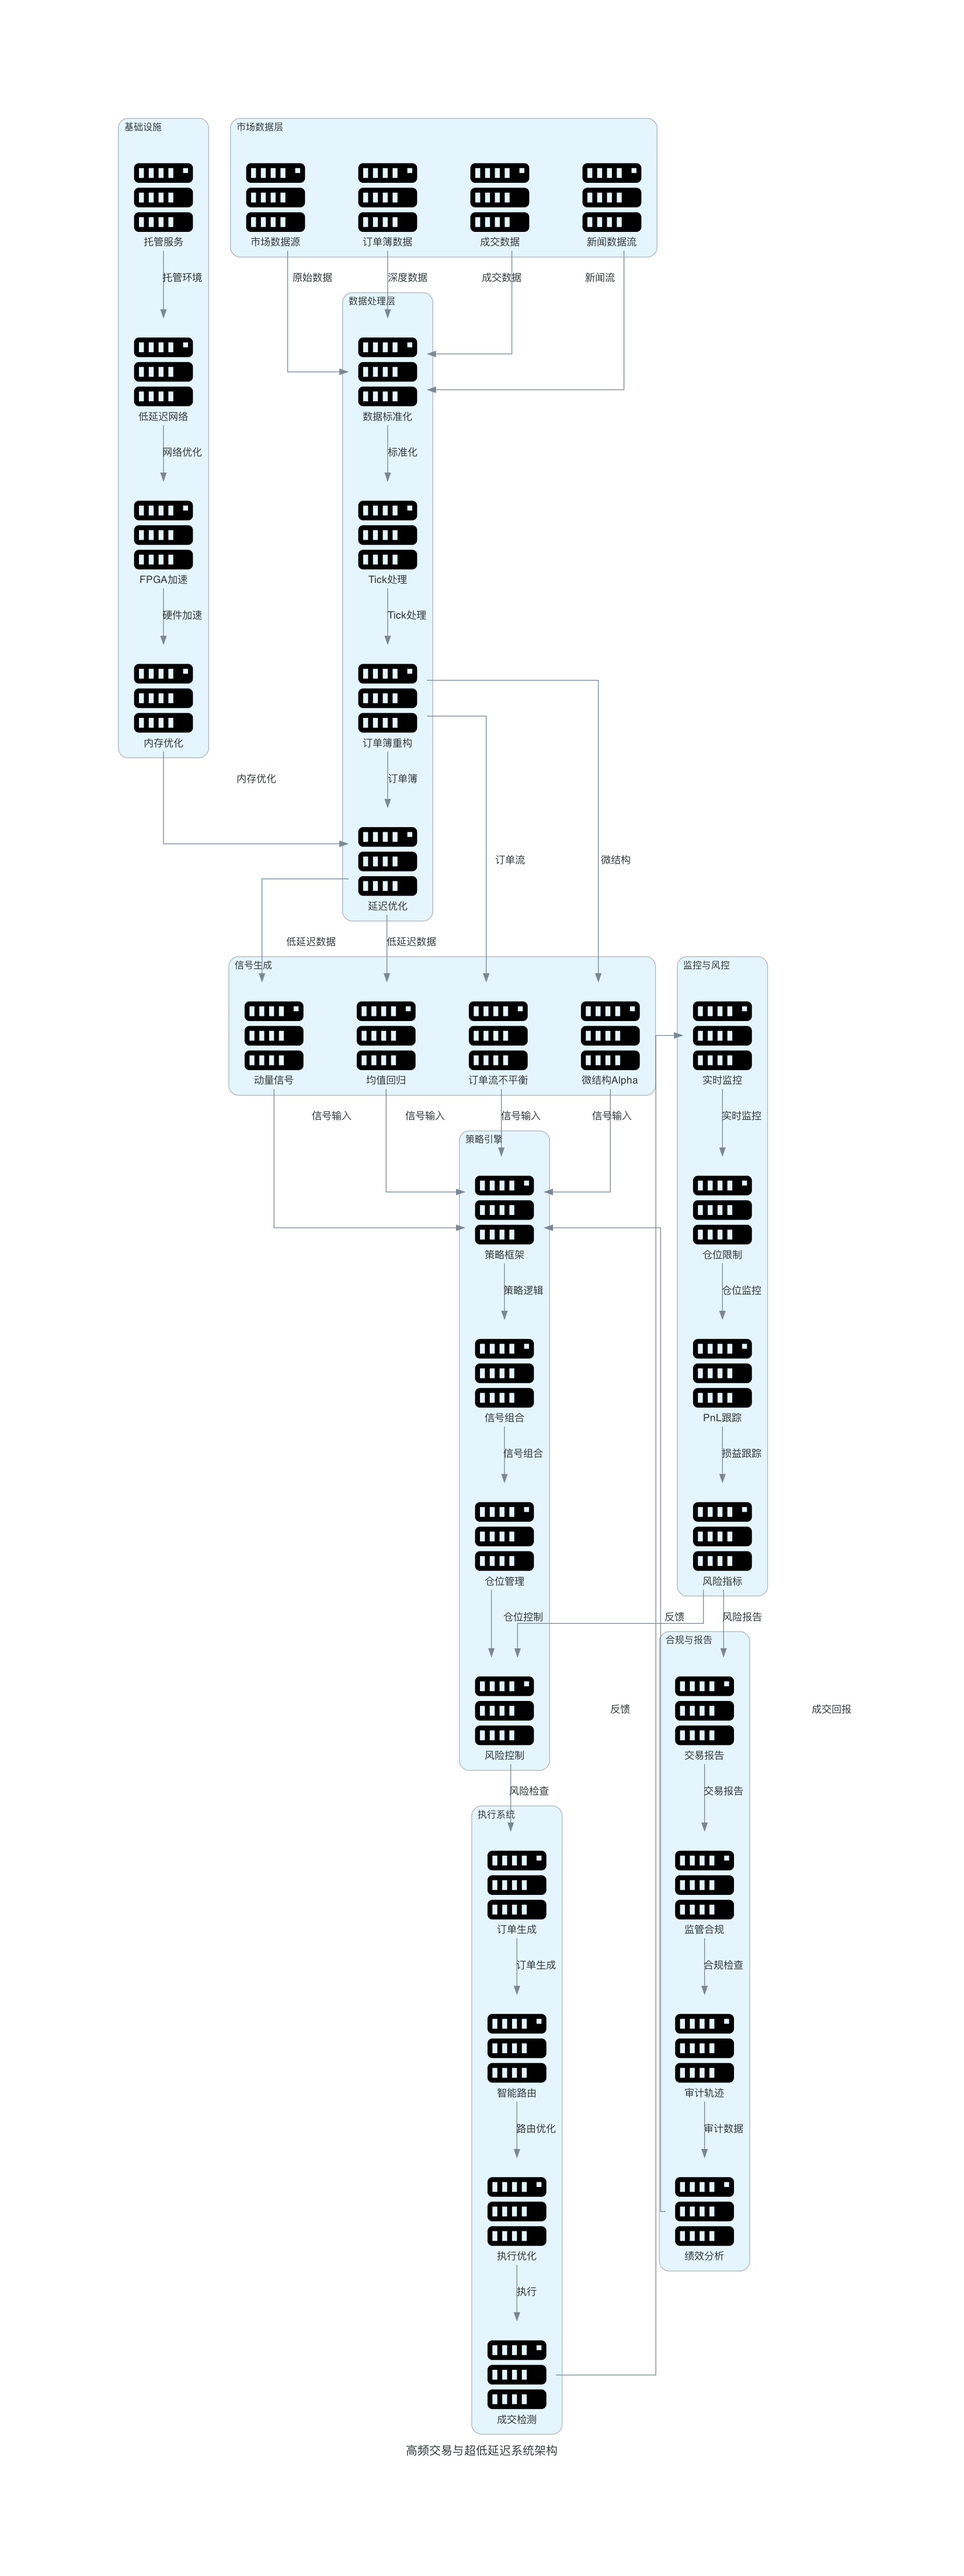 基础设施
市场数据层
托管服务
市场数据源
订单簿数据
成交数据
新闻数据流
托管环境
原始数据
深度数据
成交数据
新闻流
数据处理层
低延迟网络
数据标准化
网络优化
标准化
FPGA加速
Tick处理
硬件加速
Tick处理
内存优化
订单簿重构
内存优化
订单簿
订单流
微结构
延迟优化
低延迟数据
低延迟数据
信号生成
监控与风控
动量信号
均值回归
订单流不平衡
微结构Alpha
实时监控
信号输入
信号输入
信号输入
信号输入
实时监控
策略引擎
策略框架
仓位限制
策略逻辑
仓位监控
信号组合
PnL跟踪
信号组合
损益跟踪
仓位管理
风险指标
仓位控制
反馈
风险报告
合规与报告
反馈
成交回报
风险控制
交易报告
风险检查
交易报告
执行系统
订单生成
监管合规
订单生成
合规检查
智能路由
审计轨迹
路由优化
审计数据
执行优化
绩效分析
执行
成交检测
高频交易与超低延迟系统架构